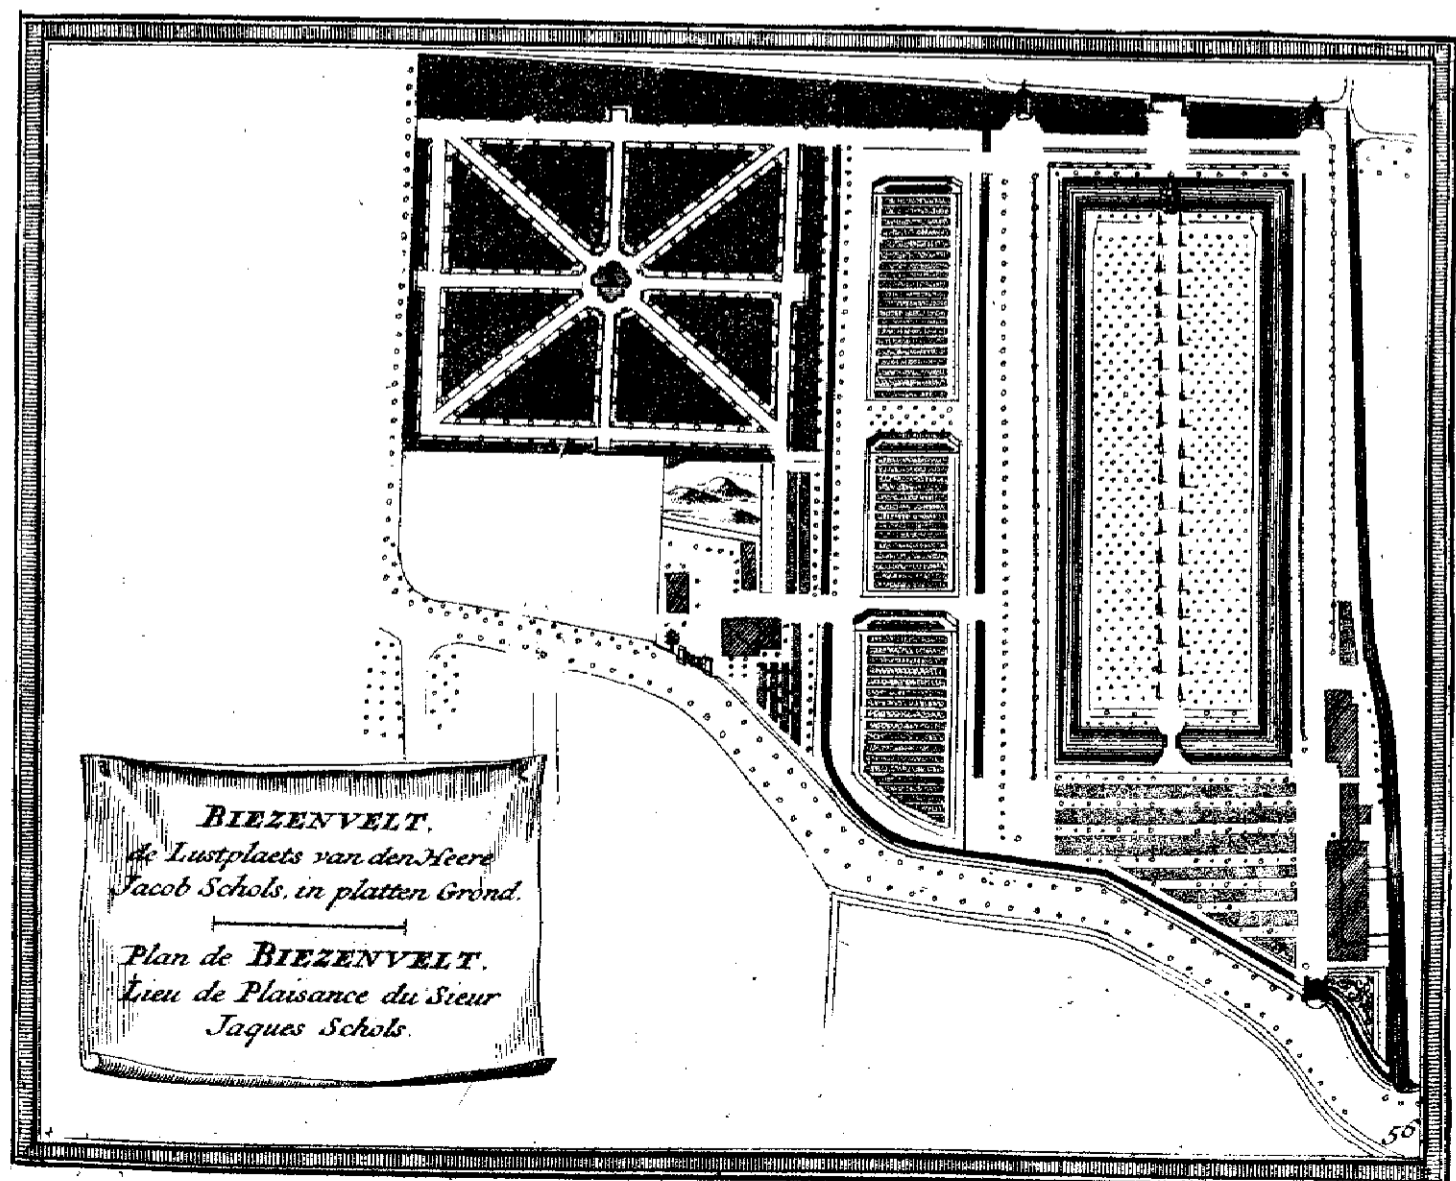 BIEZENVELT.
de Lustplaets van den Heere
Jacob Schols, in platten Grond.
Plan de BIEZENVELT.
Lieu de Plaisance du Sieur
Jaques Schols.
56